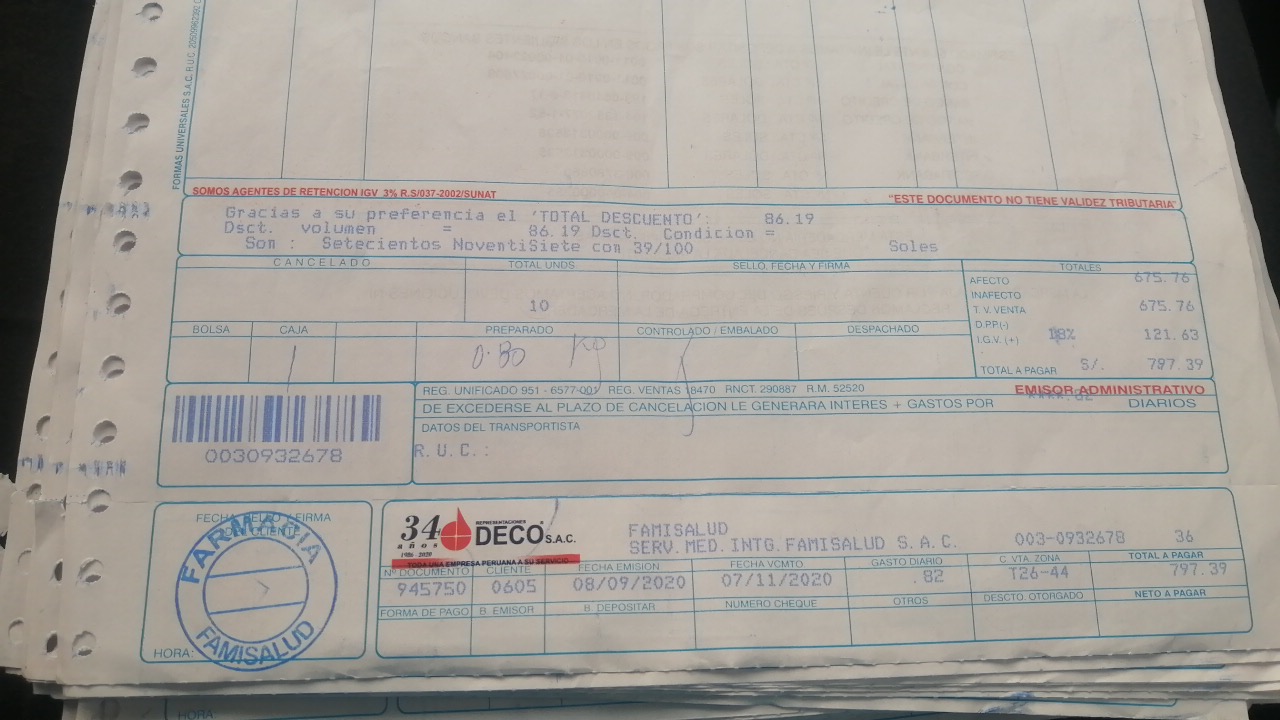 FORMAS UNIVERSALES S.A.C. R.U.C.
SOMOS AGENTES DE RETENCION IGV 3% R.S/037-2002/SUNAT
"ESTE DOCUMENTO NO TIENE VALIDEZ TRIBUTARIA"
Gracias a su preferencia el 'TOTAL DESCUENTO': 86.19
Dsct. volumen = 86.19 Dsct. Condicion =
Son : Setecientos NoventiSiete con 39/100 Soles
CANCELADO TOTAL UNDS. SELLO, FECHA Y FIRMA TOTALES
10
AFECTO 675.76
INAFECTO
T. V. VENTA 675.76
D.P.P.(-)
I.G.V. (+) 18% 121.63
TOTAL A PAGAR S/. 797.39
BOLSA CAJA PREPARADO CONTROLADO / EMBALADO DESPACHADO
1 0.80 Kg
REG. UNIFICADO 951 - 6577-001 REG. VENTAS 8470 RNCT. 290887 R.M. 52520
EMISOR ADMINISTRATIVO
DE EXCEDERSE AL PLAZO DE CANCELACION LE GENERARA INTERES + GASTOS POR DIARIOS
DATOS DEL TRANSPORTISTA
R.U.C.:
0030932678
FARMACIA
FAMISALUD
HORA:
34 años
1986-2020
REPRESENTACIONES
DECO S.A.C.
TODA UNA EMPRESA PERUANA A SU SERVICIO
FAMISALUD
SERV.MED.INTG.FAMISALUD S.A.C. 003-0932678 36
Nº DOCUMENTO CLIENTE FECHA EMISION FECHA VCMTO GASTO DIARIO C. VTA. ZONA TOTAL A PAGAR
945750 0605 08/09/2020 07/11/2020 .82 T26-44 797.39
FORMA DE PAGO B. EMISOR B. DEPOSITAR NUMERO CHEQUE OTROS DESCTO. OTORGADO NETO A PAGAR
HORA